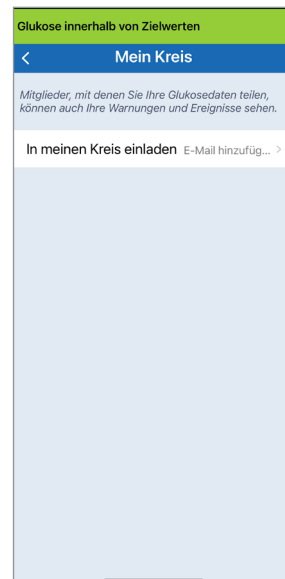 Glukose innerhalb von Zielwerten
Mein Kreis
Mitglieder, mit denen Sie Ihre Glukosedaten teilen,
können auch Ihre Warnungen und Ereignisse sehen.
In meinen Kreis einladen E-Mail hinzufüg...